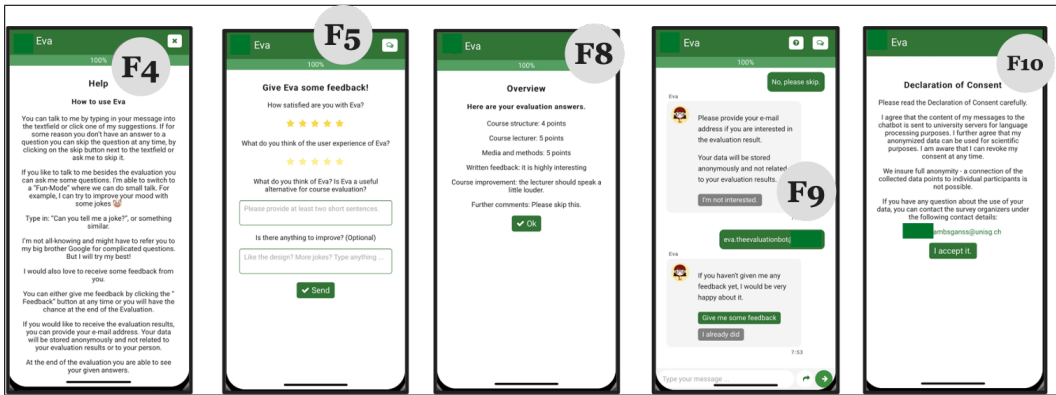 Eva
100%
F4
Help
How to use Eva
You can talk to me by typing in your message into
the textfield or click one of my suggestions. If for
some reason you don't have an answer to a
question you can skip the question at any time, by
clicking on the skip button next to the textfield or
ask me to skip it.
If you like to talk to me besides the evaluation you
can ask me some questions. I'm able to switch to
a "Fun-Mode" where we can do small talk. For
example, I can try to improve your mood with
some jokes
Type in: "Can you tell me a joke?", or something
similar.
I'm not all-knowing and might have to refer you to
my big brother Google for complicated questions.
But I will try my best!
I would also love to receive some feedback from
you.
You can either give me feedback by clicking the "
Feedback" button at any time or you will have the
chance at the end of the Evaluation.
If you would like to receive the evaluation results,
you can provide your e-mail address. Your data
will be stored anonymously and not related to
your evaluation results or to your person.
At the end of the evaluation you are able to see
your given answers.
Eva
F5
100%
Give Eva some feedback!
How satisfied are you with Eva?
What do you think of the user experience of Eva?
What do you think of Eva? Is Eva a useful
alternative for course evaluation?
Please provide at least two short sentences.
Is there anything to improve? (Optional)
Like the design? More jokes? Type anything ...
Send
Eva
F8
100%
Overview
Here are your evaluation answers.
Course structure: 4 points
Course lecturer: 5 points
Media and methods: 5 points
Written feedback: it is highly interesting
Course improvement: the lecturer should speak a
little louder.
Further comments: Please skip this.
Ok
Eva
100%
No, please skip.
Eva
Please provide your e-mail
address if you are interested in
the evaluation result.
Your data will be stored
anonymously and not related
to your evaluation results.
F9
I'm not interested.
eva.theevaluationbot@
Eva
If you haven't given me any
feedback yet, I would be very
happy about it.
Give me some feedback
I already did
7:53
Type your message ...
Eva
F10
Declaration of Consent
Please read the Declaration of Consent carefully.
I agree that the content of my messages to the
chatbot is sent to university servers for language
processing purposes. I further agree that my
anonymized data can be used for scientific
purposes. I am aware that I can revoke my
consent at any time.
We insure full anonymity - a connection of the
collected data points to individual participants is
not possible.
If you have any question about the use of your
data, you can contact the survey organizers under
the following contact details:
ambsganss@unisg.ch
I accept it.